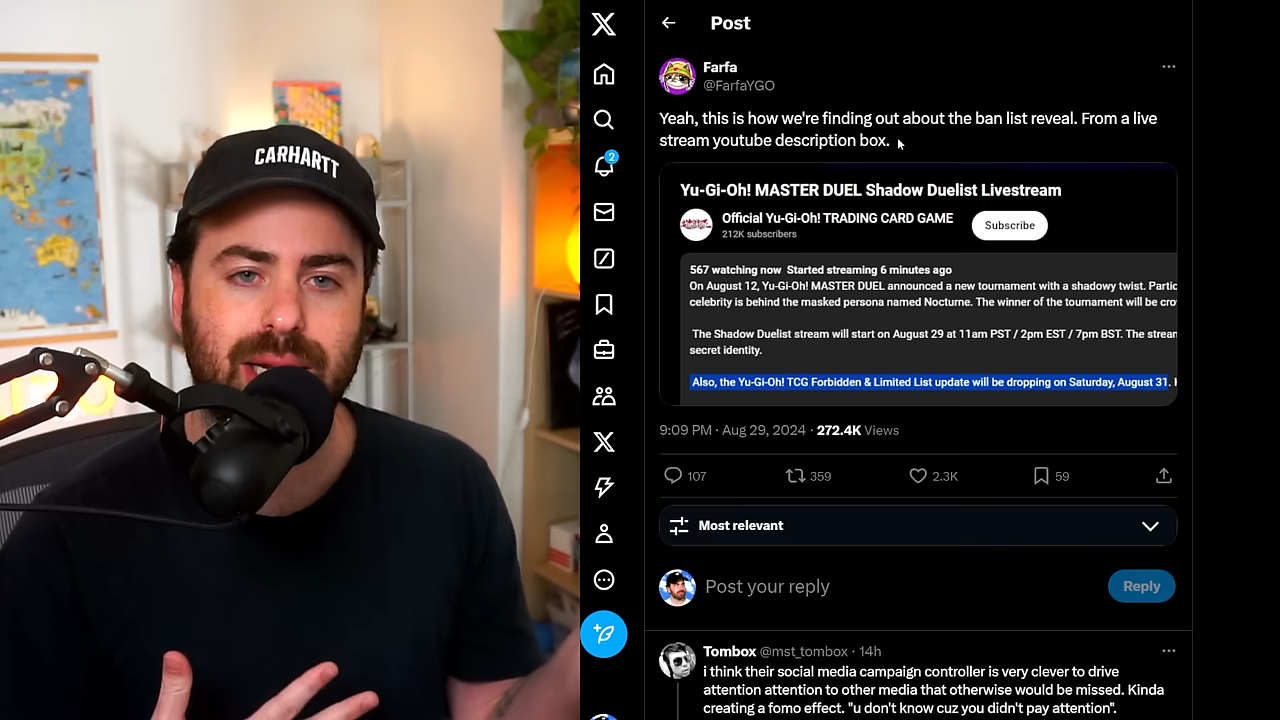 CARHARTT
Post
2
Farfa
@FarfaYGO
Yeah, this is how we're finding out about the ban list reveal. From a live
stream youtube description box.
Yu-Gi-Oh! MASTER DUEL Shadow Duelist Livestream
Official Yu-Gi-Oh! TRADING CARD GAME
212K subscribers
Subscribe
567 watching now Started streaming 6 minutes ago
On August 12, Yu-Gi-Oh! MASTER DUEL announced a new tournament with a shadowy twist. Partic
celebrity is behind the masked persona named Nocturne. The winner of the tournament will be cro
The Shadow Duelist stream will start on August 29 at 11am PST / 2pm EST / 7pm BST. The strean
secret identity.
Also, the Yu-Gi-Oh! TCG Forbidden & Limited List update will be dropping on Saturday, August 31.
9:09 PM · Aug 29, 2024 · 272.4K Views
107
359
2.3K
59
Most relevant
Post your reply
Reply
Tombox @mst_tombox · 14h
i think their social media campaign controller is very clever to drive
attention attention to other media that otherwise would be missed. Kinda
creating a fomo effect. "u don't know cuz you didn't pay attention".